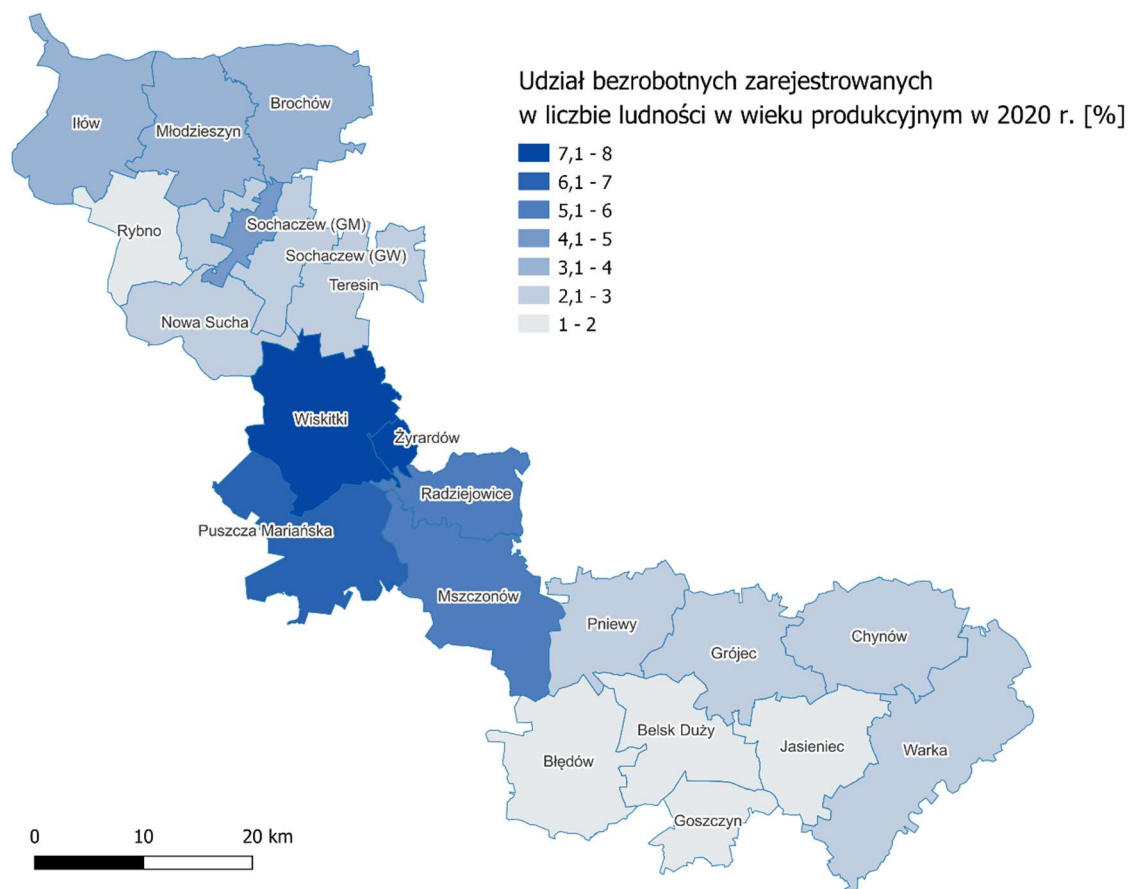 Udział bezrobotnych zarejestrowanych
w liczbie ludności w wieku produkcyjnym w 2020 r. [%]
7,1 - 8
6,1 - 7
5,1 - 6
4,1 - 5
3,1 - 4
2,1 - 3
1 - 2
Brochów
Iłów
Młodzieszyn
Rybno
Sochaczew (GM)
Sochaczew (GW)
Teresin
Nowa Sucha
Wiskitki
Żyrardów
Radziejowice
Puszcza Mariańska
Mszczonów
Pniewy
Grójec
Chynów
Belsk Duży
Jasieniec
Warka
Błędów
Goszczyn
0 10 20 km